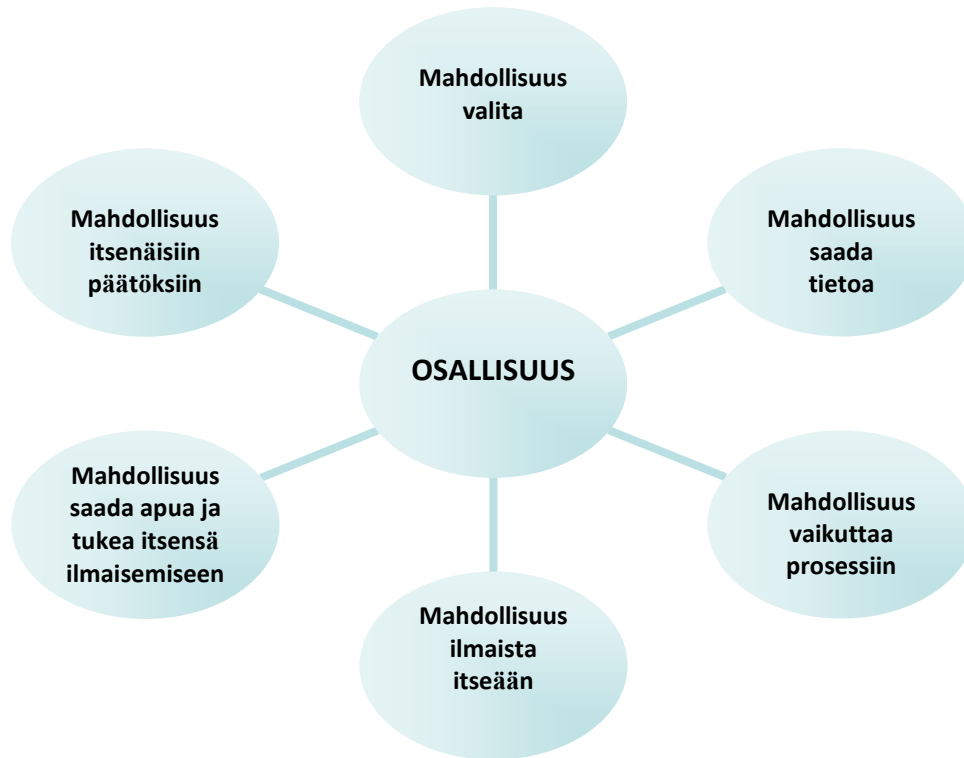 Mahdollisuus
valita
Mahdollisuus
itsenäisiin
päätöksiin
Mahdollisuus
saada
tietoa
OSALLISUUS
Mahdollisuus
saada apua ja
tukea itsensä
ilmaisemiseen
Mahdollisuus
vaikuttaa
prosessiin
Mahdollisuus
ilmaista
itseään